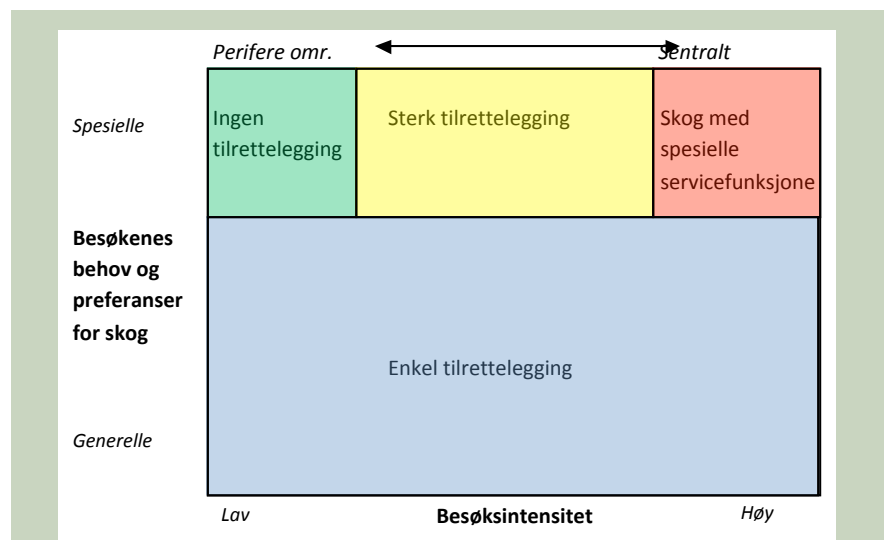 Perifere omr.
Sentralt
Spesielle
Ingen
tilrettelegging
Sterk tilrettelegging
Skog med
spesielle
servicefunksjone
Besøkenes
behov og
preferanser
for skog
Enkel tilrettelegging
Generelle
Lav
Besøksintensitet
Høy